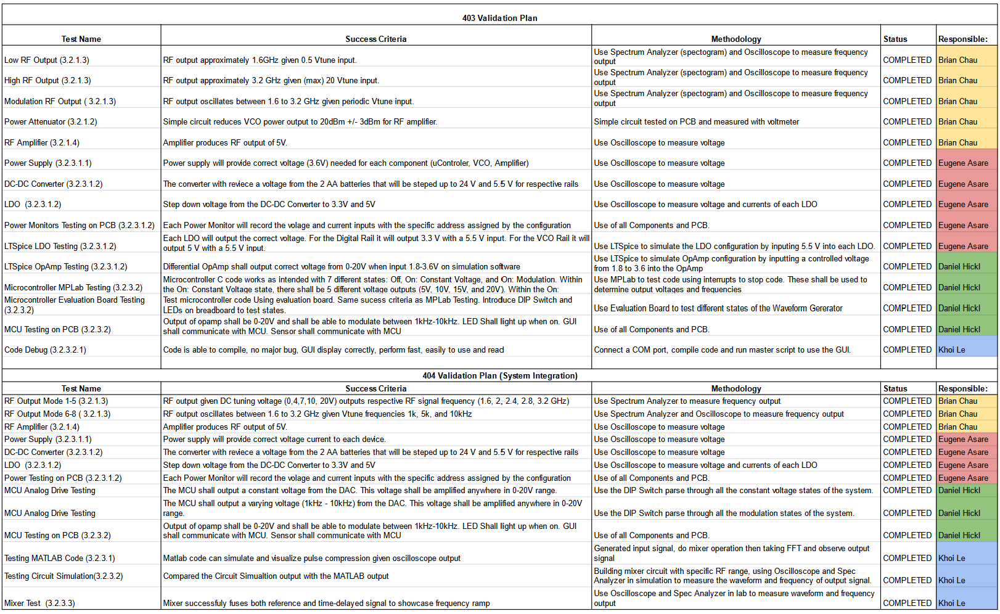 403 Validation Plan
Test Name Success Criteria Methodology Status Responsible:
Low RF Output (3.2.1.3) RF output approximately 1.6GHz given 0.5 Vtune input. Use Spectrum Analyzer (spectogram) and Oscilloscope to measure frequency
output COMPLETED Brian Chau
High RF Output (3.2.1.3) RF output approximately 3.2 GHz given (max) 20 Vtune input. Use Spectrum Analyzer (spectogram) and Oscilloscope to measure frequency
output COMPLETED Brian Chau
Modulation RF Output ( 3.2.1.3) RF output oscillates between 1.6 to 3.2 GHz given periodic Vtune input. Use Spectrum Analyzer (spectogram) and Oscilloscope to measure frequency
output COMPLETED Brian Chau
Power Attenuator (3.2.1.2) Simple circuit reduces VCO power output to 20dBm +/- 3dBm for RF amplifier. Simple circuit tested on PCB and measured with voltmeter COMPLETED Brian Chau
RF Amplifier (3.2.1.4) Amplifier produces RF output of 5V. Use Oscilloscope to measure voltage COMPLETED Brian Chau
Power Supply (3.2.3.1.1) Power supply will provide correct voltage (3.6V) needed for each component (uControler, VCO, Amplifier) Use Oscilloscope to measure voltage COMPLETED Eugene Asare
DC-DC Converter (3.2.3.1.2) The converter with reviece a voltage from the 2 AA batteries that will be steped up to 24 V and 5.5 V for respective rails Use Oscilloscope to measure voltage COMPLETED Eugene Asare
LDO (3.2.3.1.2) Step down voltage from the DC-DC Converter to 3.3V and 5V Use Oscilloscope to measure voltage and currents of each LDO COMPLETED Eugene Asare
Power Monitors Testing on PCB (3.2.3.1.2) Each Power Monitor will record the volage and current inputs with the specific address assigned by the configuration Use of all Components and PCB. COMPLETED Eugene Asare
LTSpice LDO Testing (3.2.3.1.2) Each LDO will output the correct voltage. For the Digital Rail it will output 3.3 V with a 5.5 V input. For the VCO Rail it will
output 5 V with a 5.5 V input. Use LTSpice to simulate the LDO configuration by inputing 5.5 V into each LDO. COMPLETED Eugene Asare
LTSpice OpAmp Testing (3.2.3.1.2) Differential OpAmp shall output correct voltage from 0-20V when input 1.8-3.6V on simulation software Use LTSpice to simulate OpAmp configuration by inputting a controlled voltage
from 1.8 to 3.6 into the OpAmp COMPLETED Daniel Hickl
Microcontroller MPLab Testing (3.2.3.2) Microcontroller C code works as intended with 7 different states: Off, On: Constant Voltage, and On: Modulation. Within
the On: Constant Voltage state, there shall be 5 different voltage outputs (5V, 10V, 15V, and 20V). Within the On: Use MPLab to test code using interrupts to stop code. These shall be used to
determine output voltages and frequencies COMPLETED Daniel Hickl
Microcontroller Evaluation Board Testing
(3.2.3.2) Test microcontroller code Using evaluation board. Same sucess criteria as MPLab Testing. Introduce DIP Switch and
LEDs on breadboard to test states. Use Evaluation Board to test different states of the Waveform Gererator COMPLETED Daniel Hickl
MCU Testing on PCB (3.2.3.2) Output of opamp shall be 0-20V and shall be able to modulate between 1kHz-10kHz. LED Shall light up when on. GUI
shall communicate with MCU. Sensor shall communicate with MCU Use of all Components and PCB. COMPLETED Daniel Hickl
Code Debug (3.2.3.2.1) Code is able to compile, no major bug, GUI display correctly, perform fast, easily to use and read Connect a COM port, compile code and run master script to use the GUI. COMPLETED Khoi Le
404 Validation Plan (System Integration)
Test Name Success Criteria Methodology Status Responsible:
RF Output Mode 1-5 (3.2.1.3) RF output given DC tuning voltage (0,4,7,10, 20V) outputs respective RF signal frequency (1.6, 2, 2.4, 2.8, 3.2 GHz) Use Spectrum Analyzer to measure frequency output COMPLETED Brian Chau
RF Output Mode 6-8 ( 3.2.1.3) RF output oscillates between 1.6 to 3.2 GHz given Vtune frequencies 1k, 5k, and 10kHz Use Spectrum Analyzer and Oscilloscope to measure frequency output COMPLETED Brian Chau
RF Amplifier (3.2.1.4) Amplifier produces RF output of 5V. Use Oscilloscope to measure voltage COMPLETED Brian Chau
Power Supply (3.2.3.1.1) Power supply will provide correct voltage current to each device. Use Oscilloscope to measure voltage COMPLETED Eugene Asare
DC-DC Converter (3.2.3.1.2) The converter with reviece a voltage from the 2 AA batteries that will be steped up to 24 V and 5.5 V for respective rails Use Oscilloscope to measure voltage COMPLETED Eugene Asare
LDO (3.2.3.1.2) Step down voltage from the DC-DC Converter to 3.3V and 5V Use Oscilloscope to measure voltage and currents of each LDO COMPLETED Eugene Asare
Power Testing on PCB (3.2.3.1.2) Each Power Monitor will record the volage and current inputs with the specific address assigned by the configuration Use of all Components and PCB. COMPLETED Eugene Asare
MCU Analog Drive Testing The MCU shall output a constant voltage from the DAC. This voltage shall be amplified anywhere in 0-20V range. Use the DIP Switch parse through all the constant voltage states of the system. COMPLETED Daniel Hickl
MCU Analog Drive Testing The MCU shall output a varying voltage (1kHz - 10kHz) from the DAC. This voltage shall be amplified anywhere in 0-20V
range. Use the DIP Switch parse through all the modulation states of the system. COMPLETED Daniel Hickl
MCU Testing on PCB (3.2.3.2) Output of opamp shall be 0-20V and shall be able to modulate between 1kHz-10kHz. LED Shall light up when on. GUI
shall communicate with MCU. Sensor shall communicate with MCU Use of all Components and PCB. COMPLETED Daniel Hickl
Testing MATLAB Code (3.2.3.1) Matlab code can simulate and visualize pulse compression given oscilloscope output Generated input signal, do mixer operation then taking FFT and observe output
signal COMPLETED Khoi Le
Testing Circuit Simulation(3.2.3.2) Compared the Circuit Simualtion output with the MATLAB output Building mixer circuit with specific RF range, using Oscilloscope and Spec
Analyzer in simulation to measure the waveform and frequency of output signal. COMPLETED Khoi Le
Mixer Test (3.2.3.3) Mixer successfuly fuses both reference and time-delayed signal to showcase frequency ramp Use Oscilloscope and Spec Analyzer in lab to measure waveform and frequency
output COMPLETED Khoi Le